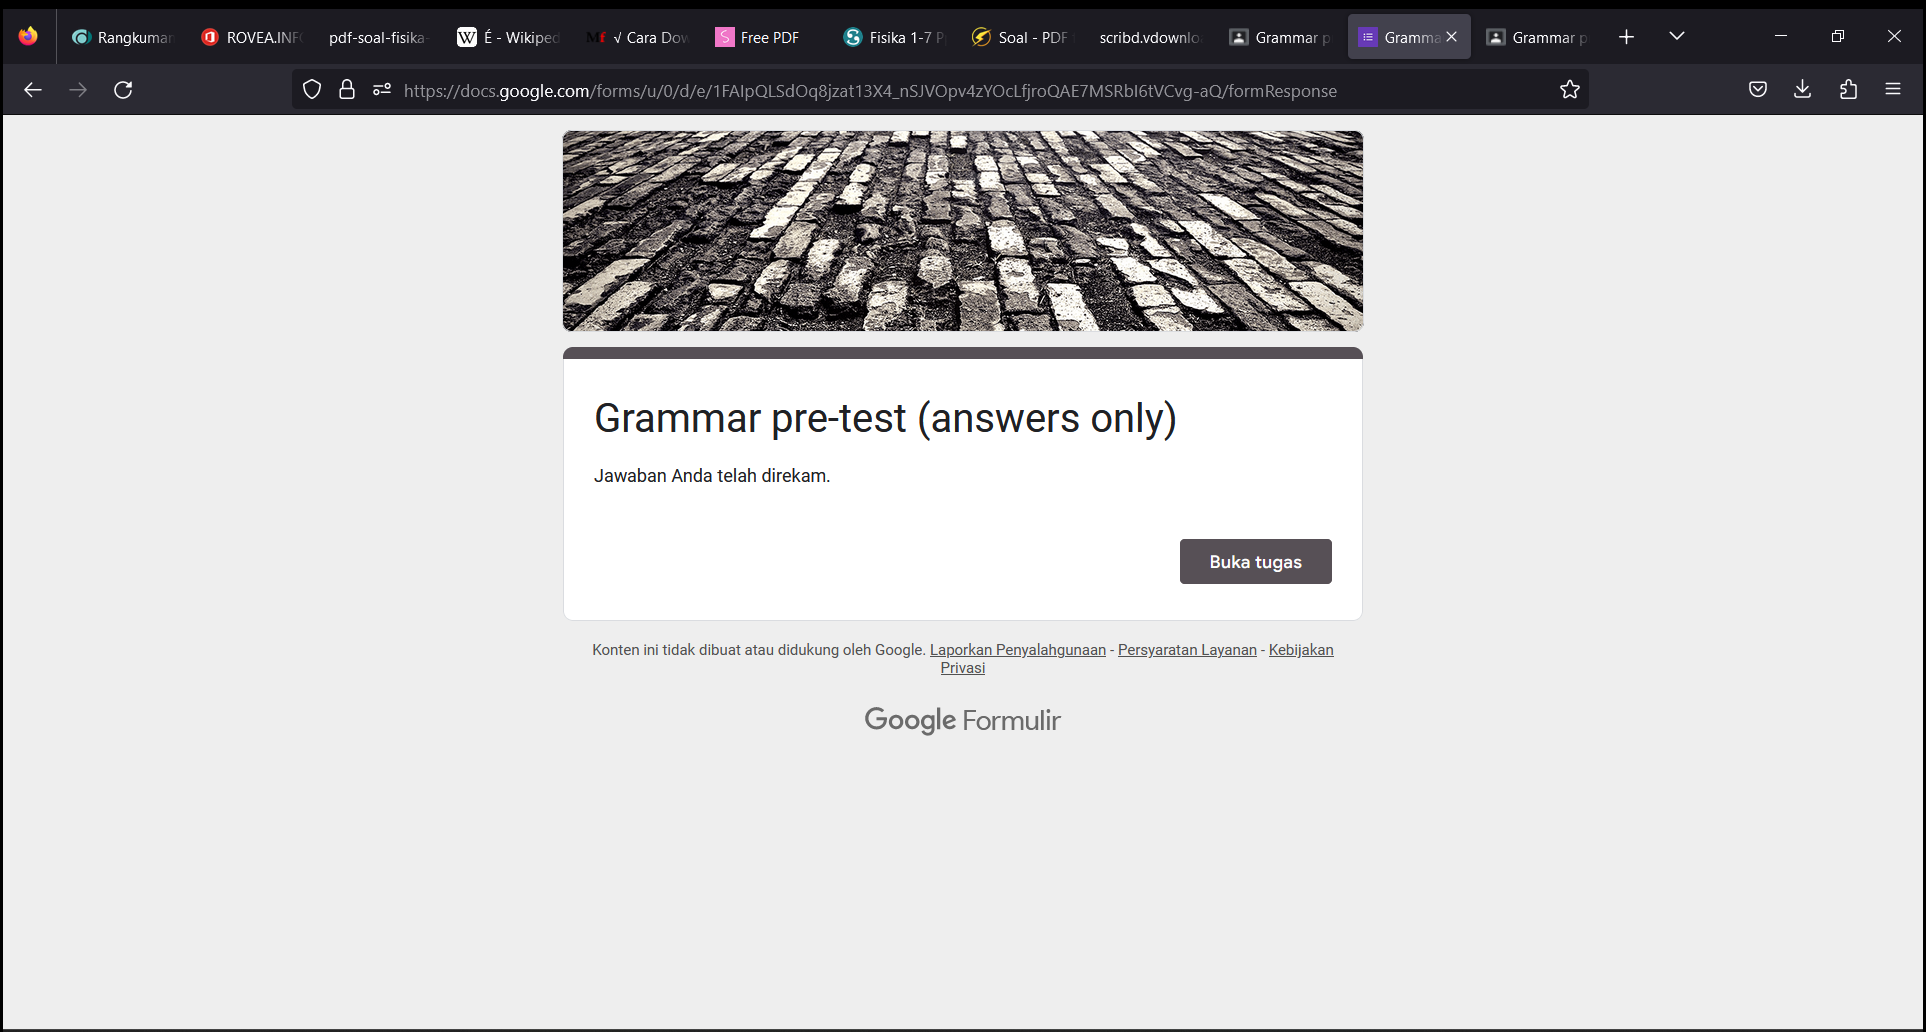 Rangkuman
ROVEA.INFO
pdf-soal-fisika-
É - Wikiped
√ Cara Dow
Free PDF
Fisika 1-7 P
Soal - PDF
scribd.vdownlo
Grammar p
Gramma
Grammar p
https://docs.google.com/forms/u/0/d/e/1FAIpQLSdOq8jzat13X4_nSJVOpv4zYOcLfjroQAE7MSRbI6tVCvg-aQ/formResponse
Grammar pre-test (answers only)
Jawaban Anda telah direkam.
Buka tugas
Konten ini tidak dibuat atau didukung oleh Google. Laporkan Penyalahgunaan - Persyaratan Layanan - Kebijakan
Privasi
Google Formulir